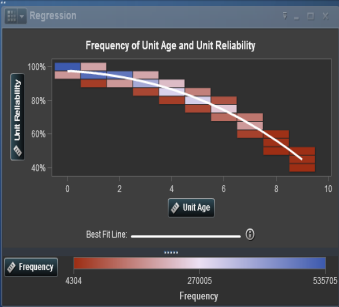 Regression
Frequency of Unit Age and Unit Reliability
Unit Reliability
100%
80%
60%
40%
0 2 4 6 8 10
Unit Age
Best Fit Line:
Frequency
4304 270005 535705
Frequency